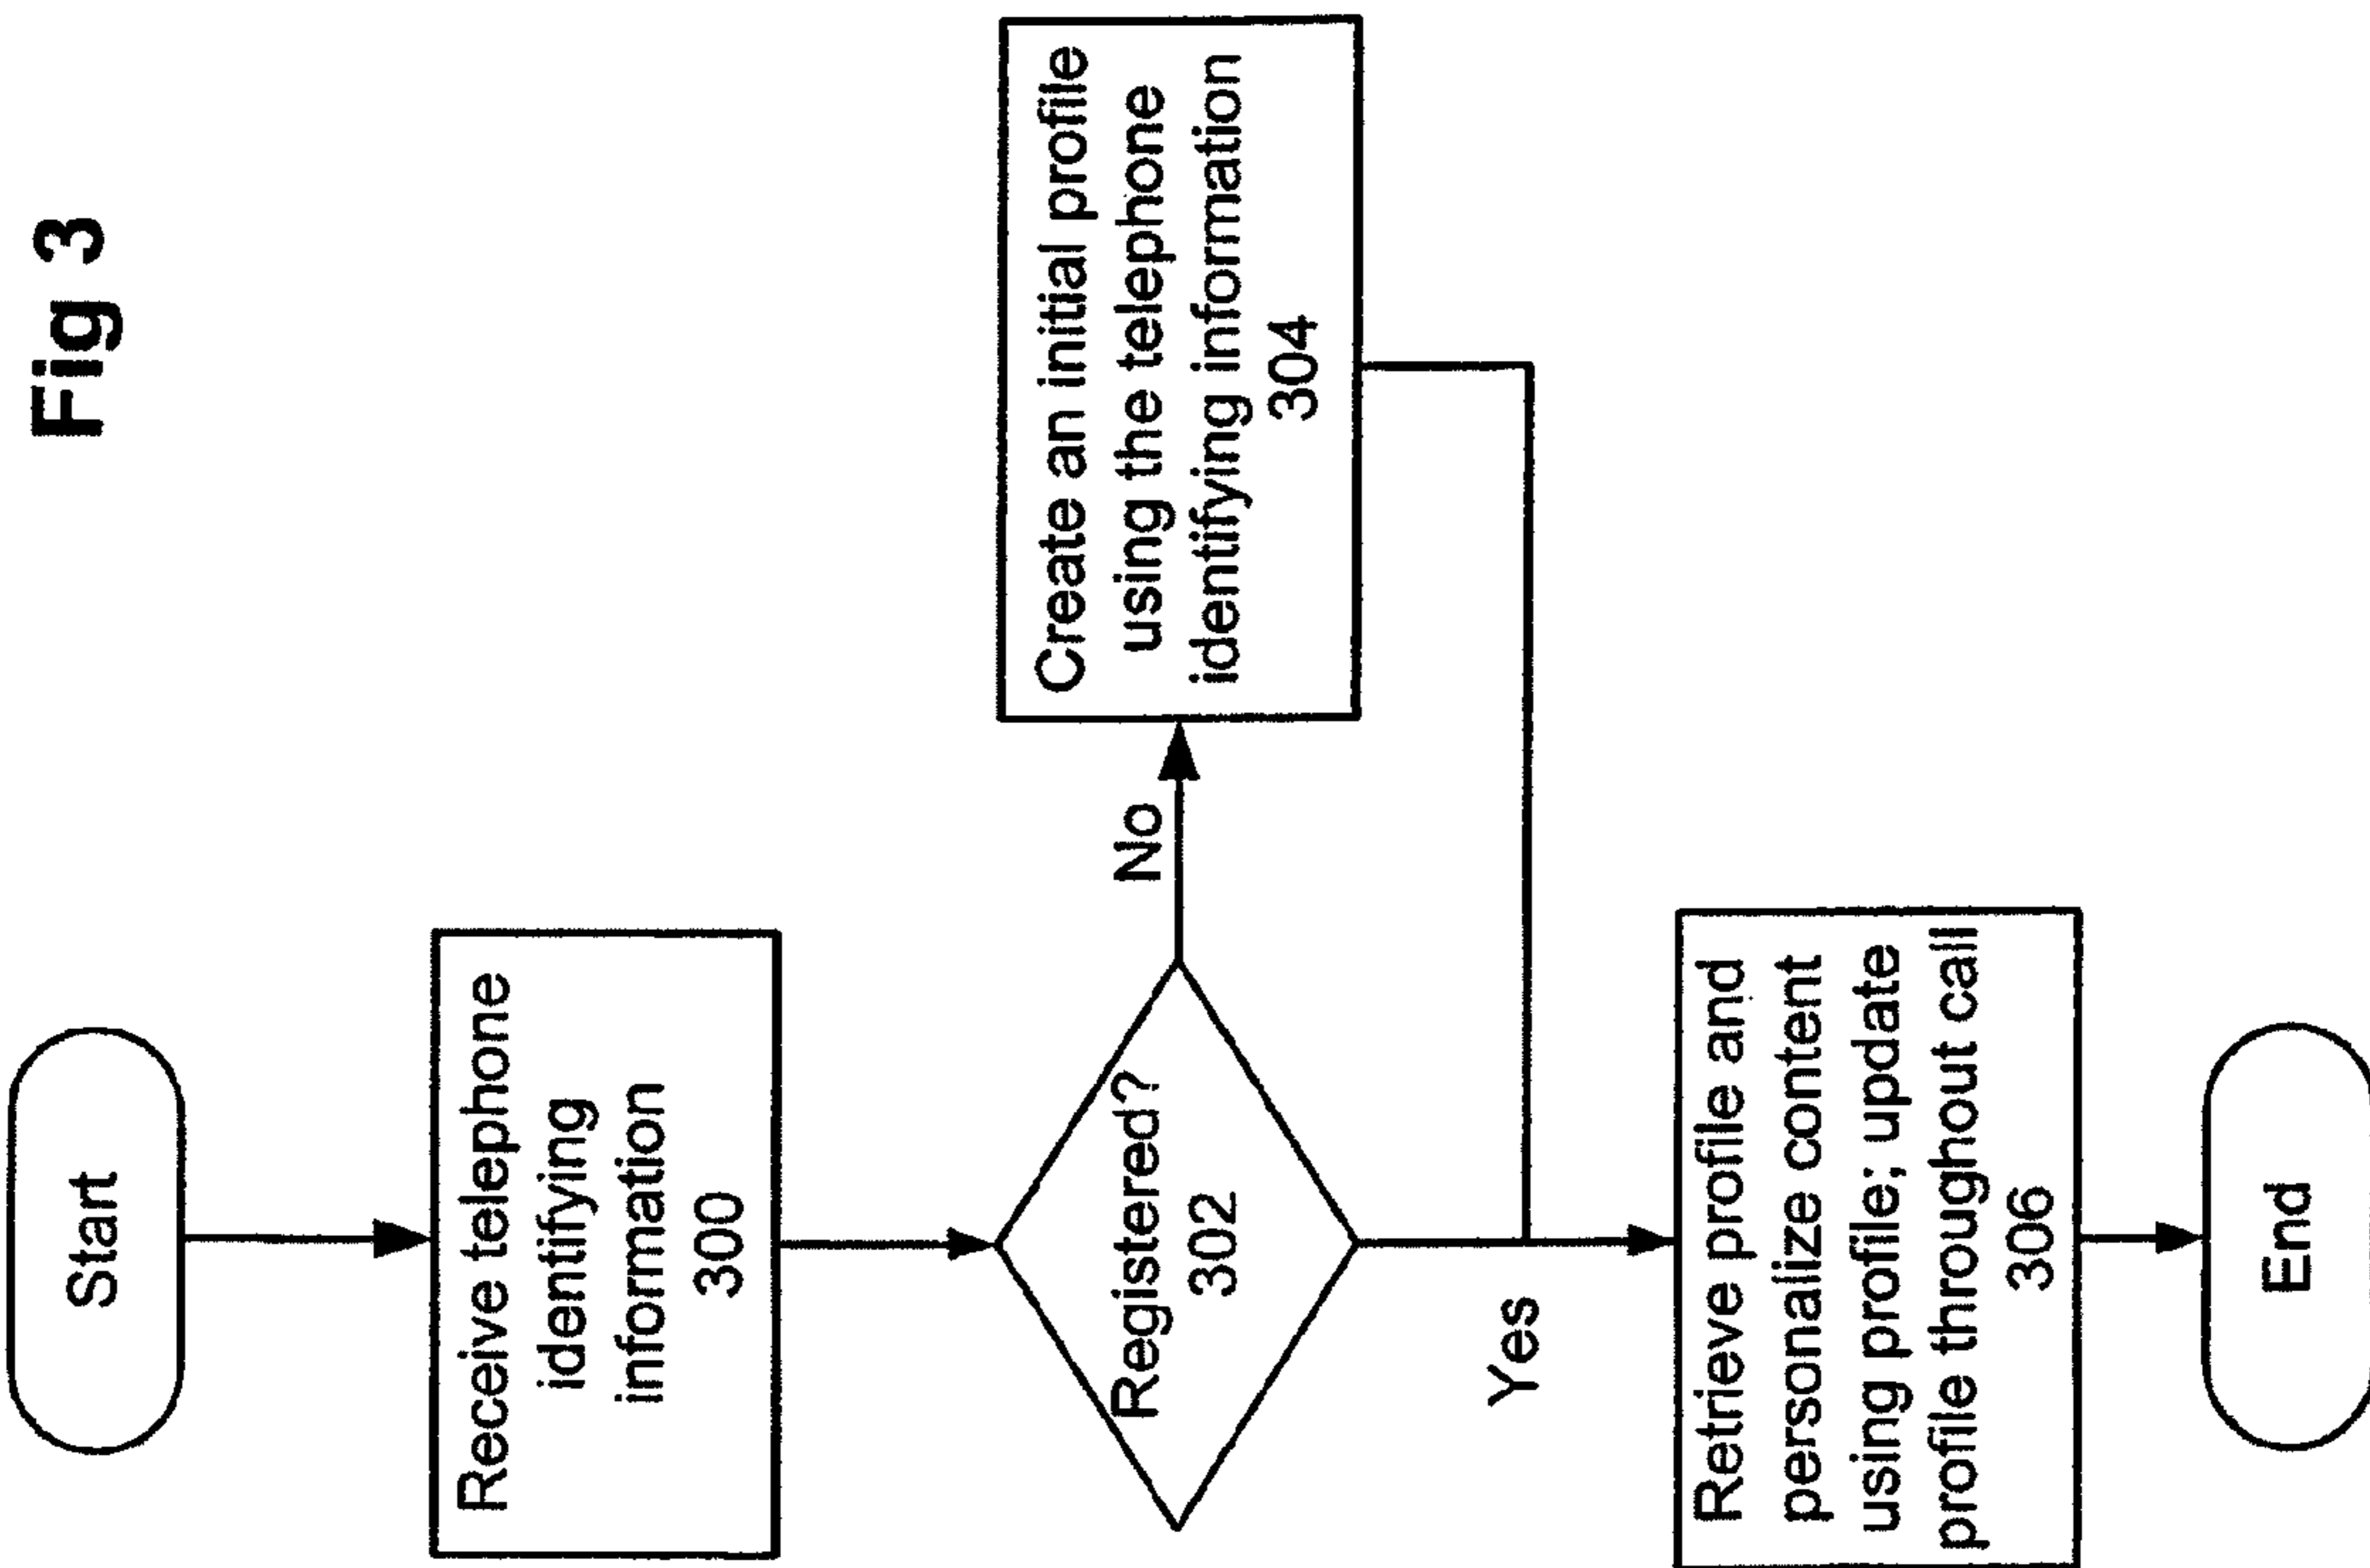 Fig 3
Start
Receive telephone
identifying
information
300
Registered?
302
No
Create an initial profile
using the telephone
identifying information
304
Yes
Retrieve profile and
personalize content
using profile; update
profile throughout call
306
End